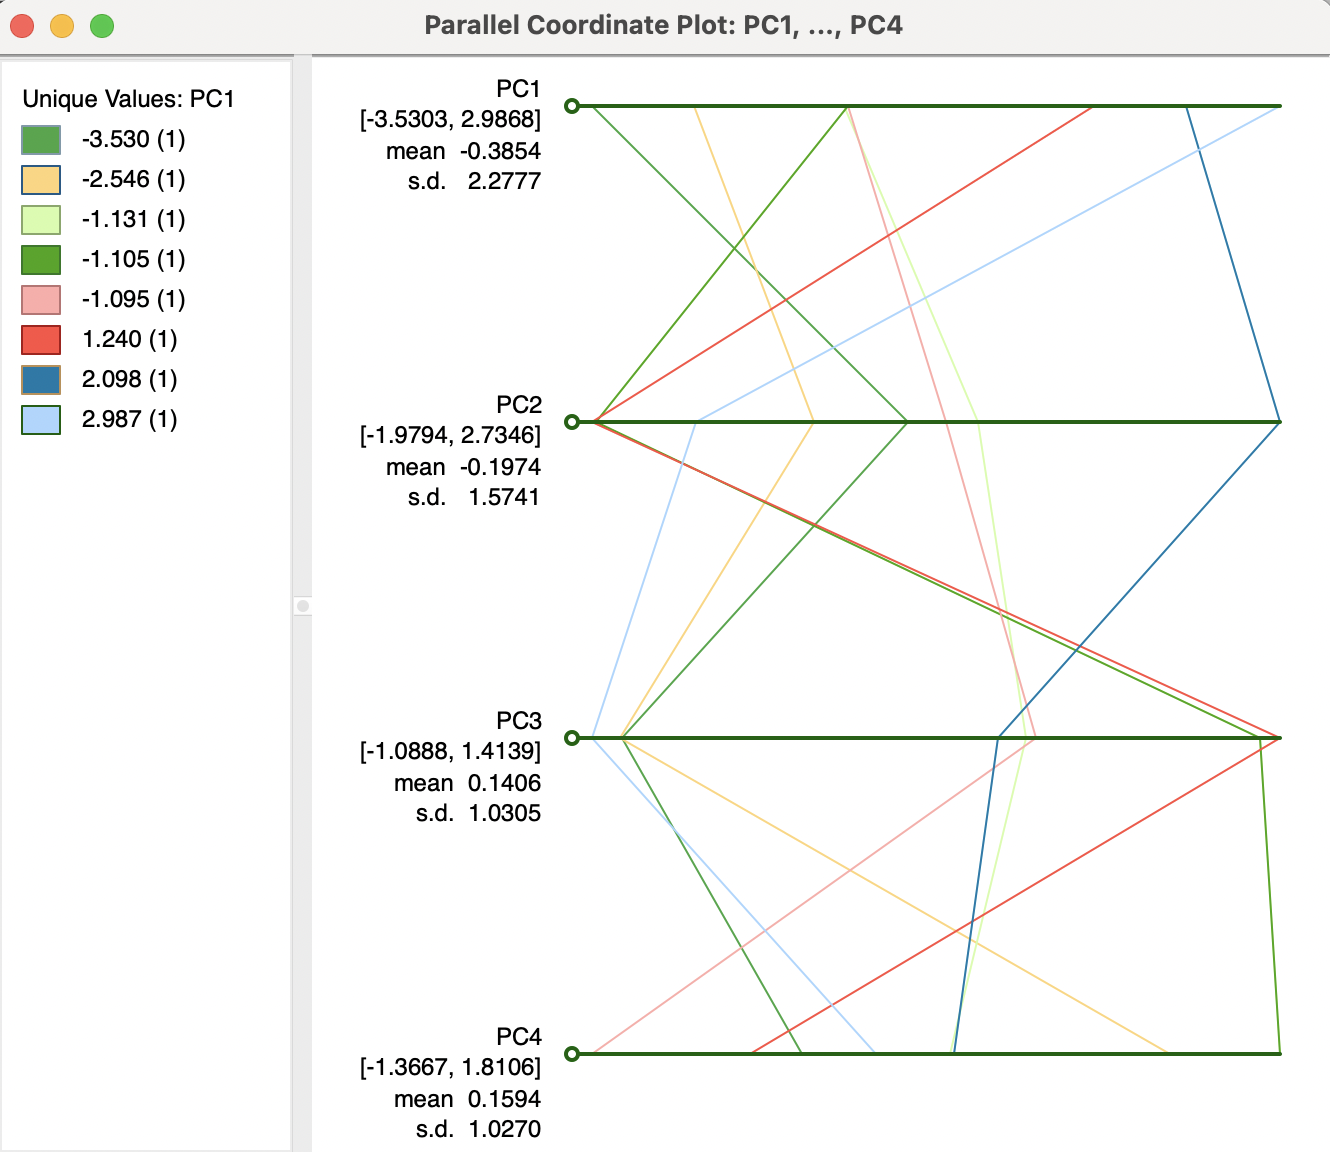 Parallel Coordinate Plot: PC1, ..., PC4
Unique Values: PC1
-3.530 (1)
-2.546 (1)
-1.131 (1)
-1.105 (1)
-1.095 (1)
1.240 (1)
2.098 (1)
2.987 (1)
PC1
[-3.5303, 2.9868]
mean -0.3854
s.d. 2.2777
PC2
[-1.9794, 2.7346]
mean -0.1974
s.d. 1.5741
PC3
[-1.0888, 1.4139]
mean 0.1406
s.d. 1.0305
PC4
[-1.3667, 1.8106]
mean 0.1594
s.d. 1.0270